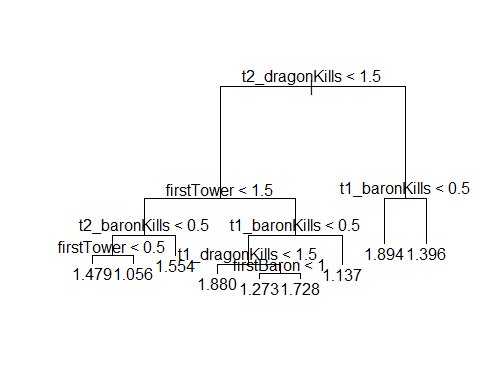 t2_dragonKills < 1.5
firstTower < 1.5
t1_baronKills < 0.5
t2_baronKills < 0.5
t1_baronKills < 0.5
firstTower < 0.5
t1_dragonKills < 1.5
firstBaron < 1
1.894
1.396
1.479
1.056
1.554
1.880
1.273
1.728
1.137